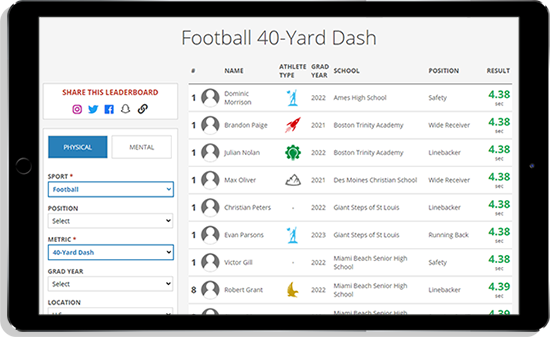 Football 40-Yard Dash
SHARE THIS LEADERBOARD
PHYSICAL MENTAL
SPORT *
Football
POSITION
Select
METRIC *
40-Yard Dash
GRAD YEAR
Select
LOCATION
# NAME ATHLETE TYPE GRAD YEAR SCHOOL POSITION RESULT
1 Dominic Morrison 2022 Ames High School Safety 4.38 sec
1 Brandon Paige 2021 Boston Trinity Academy Wide Receiver 4.38 sec
1 Julian Nolan 2022 Boston Trinity Academy Linebacker 4.38 sec
1 Max Oliver 2021 Des Moines Christian School Wide Receiver 4.38 sec
1 Christian Peters - 2022 Giant Steps of St Louis Linebacker 4.38 sec
1 Evan Parsons 2023 Giant Steps of St Louis Running Back 4.38 sec
1 Victor Gill - 2022 Miami Beach Senior High School Safety 4.38 sec
8 Robert Grant 2022 Miami Beach Senior High School Linebacker 4.39 sec
Miami Beach Senior High 4.39